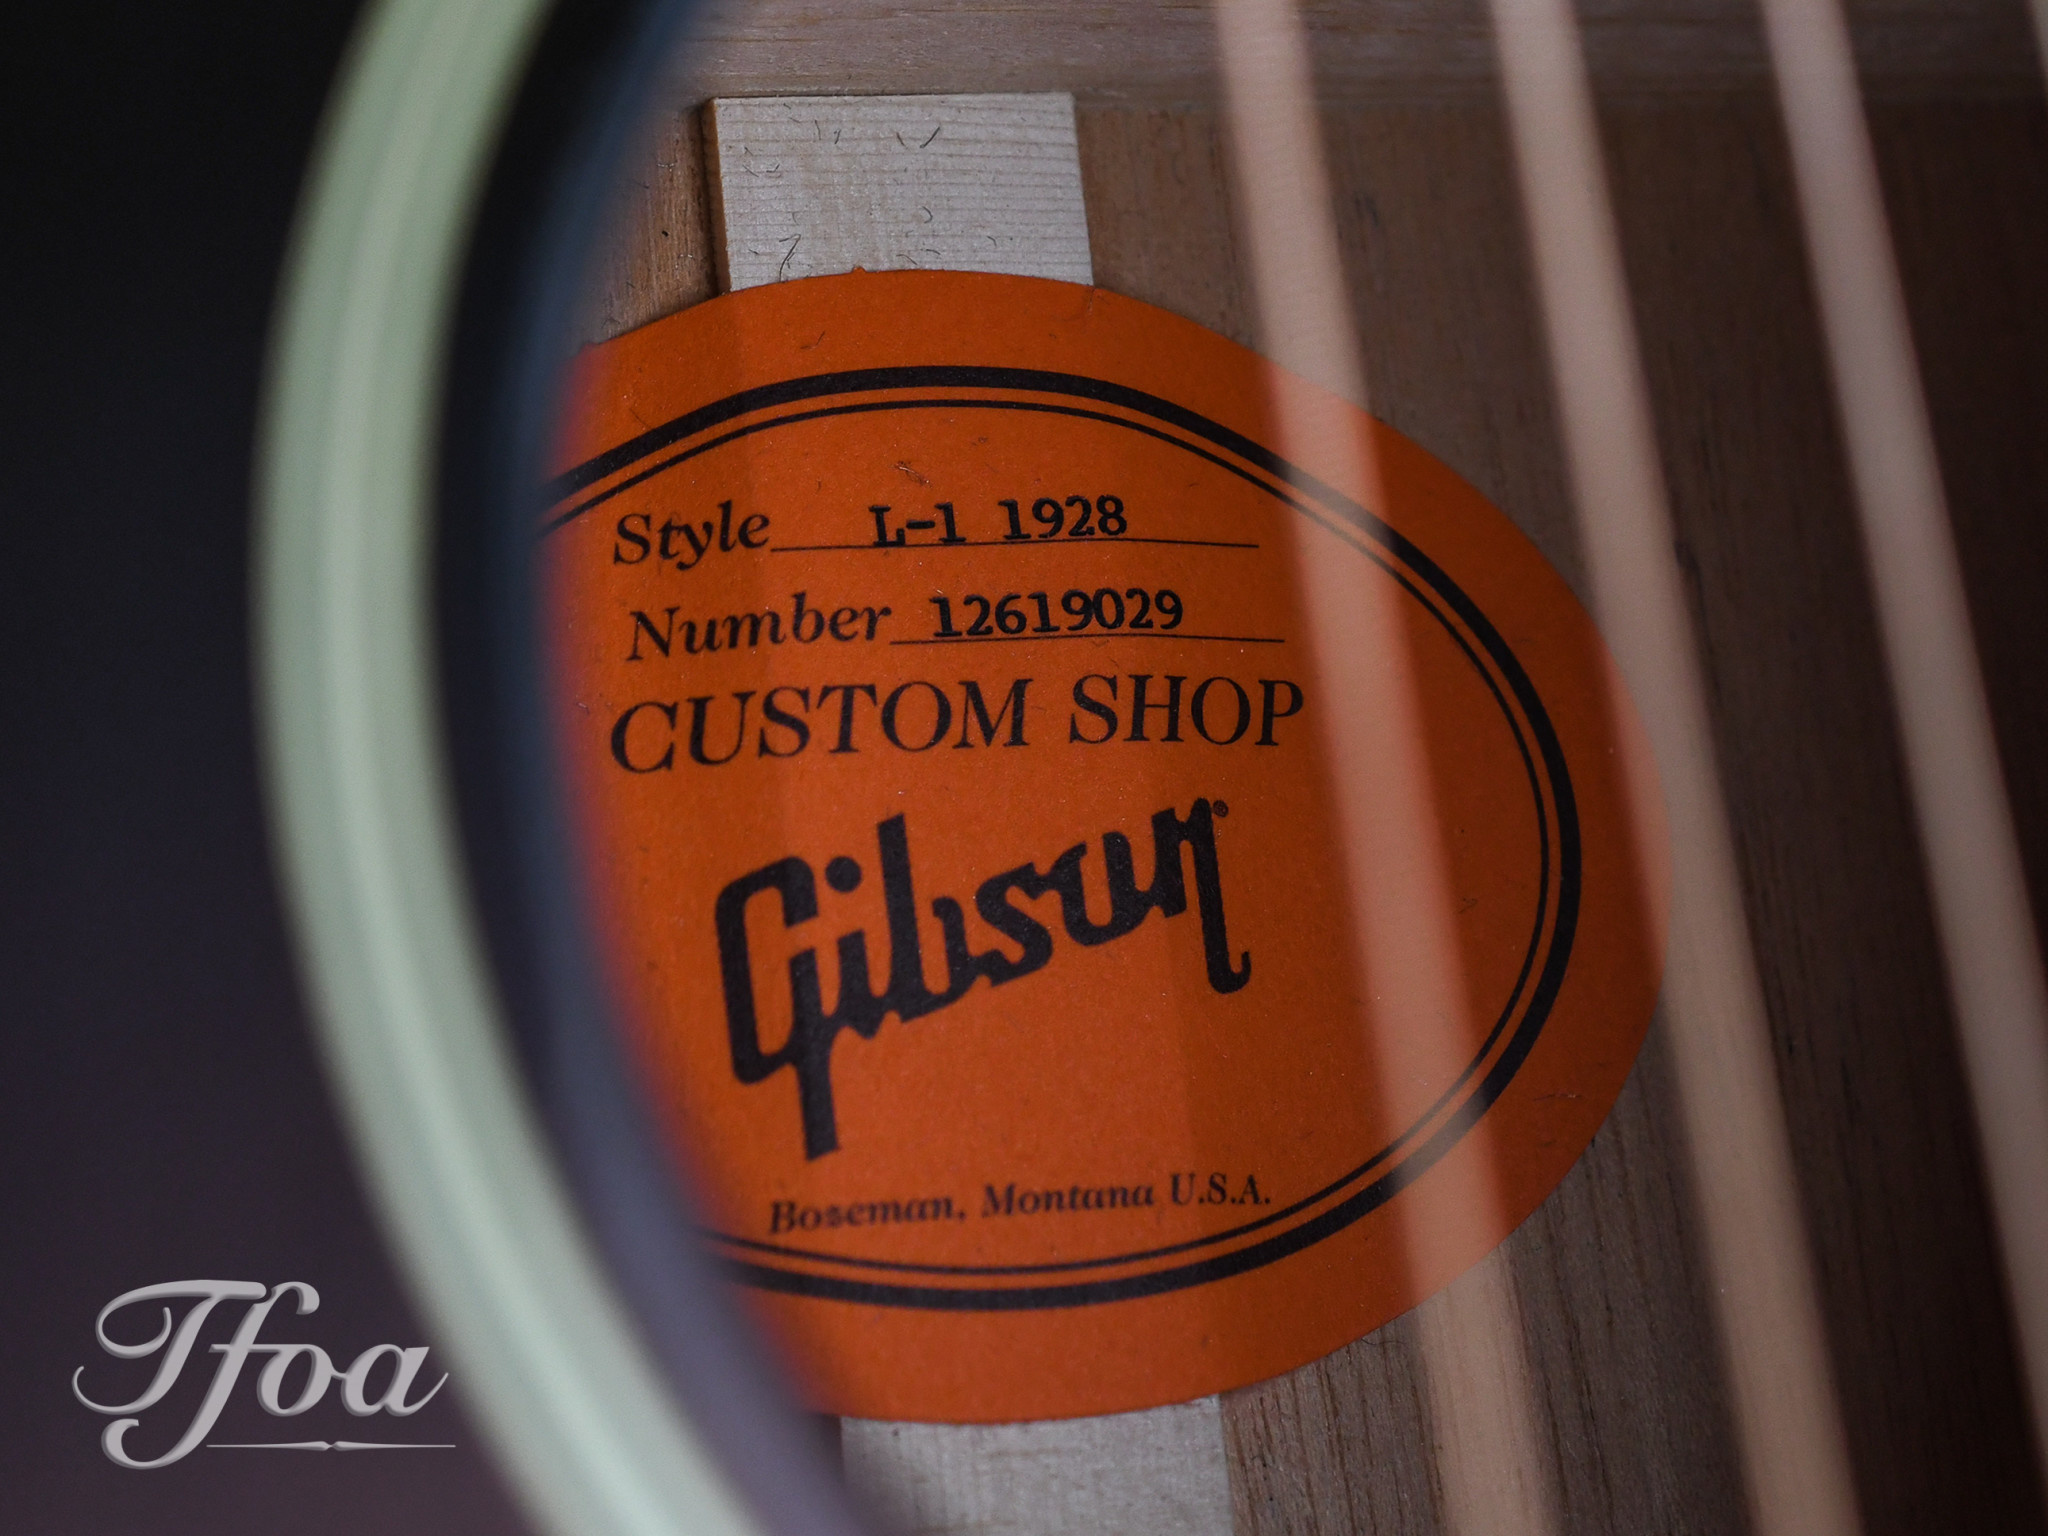 Style L-1 1928
Number 12619029
CUSTOM SHOP
Gibson®
Bozeman, Montana U.S.A.
Tfoa